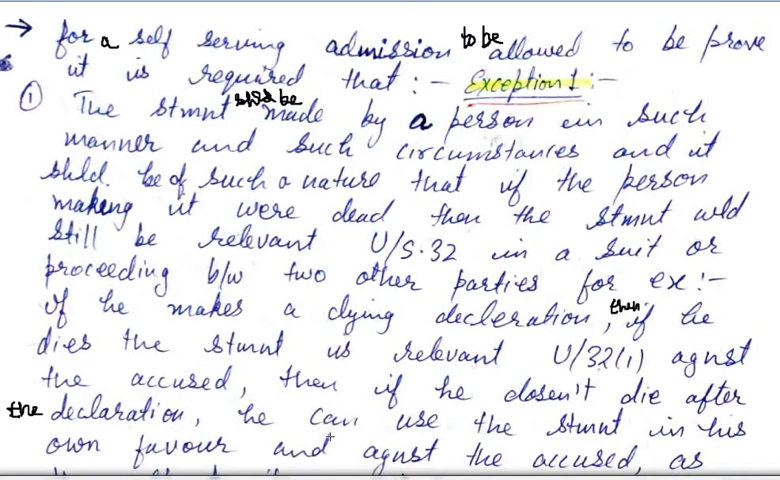 → for a self serving admission to be allowed to be prove
it is required that :- Exception 1 :-
① The stmnt shld be made by a person in such
manner and such circumstances and it
shld. be of such a nature that if the person
making it were dead then the stmnt wld
still be relevant U/S.32 in a suit or
proceeding b/w two other parties for ex :-
if he makes a dying decleration, then if he
dies the stmnt is relevant U/32(1) agnst
the accused, then if he dosen't die after
the declaration, he can use the stmnt in his
own favour and agnst the accused, as